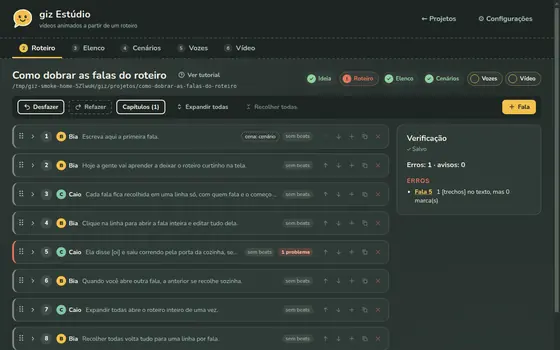 giz Estúdio
vídeos animados a partir de um roteiro
← Projetos
Configurações
2 Roteiro
3 Elenco
4 Cenários
5 Vozes
6 Vídeo
Como dobrar as falas do roteiro
Ver tutorial
/tmp/giz-smoke-home-5ZlwuH/giz/projetos/como-dobrar-as-falas-do-roteiro
Ideia
1 Roteiro
Elenco
Cenários
Vozes
Vídeo
Desfazer
Refazer
Capítulos (1)
Expandir todas
Recolher todas
+ Fala
1 B Bia Escreva aqui a primeira fala. cena: cenário sem beats
2 B Bia Hoje a gente vai aprender a deixar o roteiro curtinho na tela. sem beats
3 C Caio Cada fala fica recolhida em uma linha só, com quem fala e o começo ... sem beats
4 B Bia Clique na linha para abrir a fala inteira e editar tudo dela. sem beats
5 C Caio Ela disse [oi] e saiu correndo pela porta da cozinha, se... sem beats 1 problema
6 B Bia Quando você abre outra fala, a anterior se recolhe sozinha. sem beats
7 C Caio Expandir todas abre o roteiro inteiro de uma vez. sem beats
8 B Bia Recolher todas volta tudo para uma linha por fala. sem beats
Verificação
✓ Salvo
Erros: 1 · avisos: 0
ERROS
• Fala 5 1 [trechos] no texto, mas 0
marca(s)